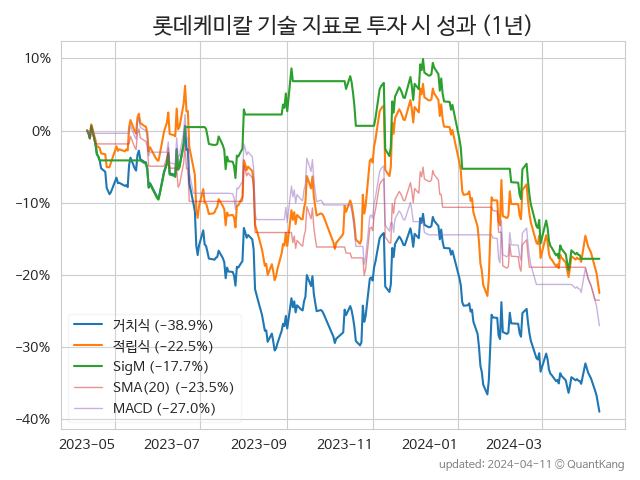 롯데케미칼 기술 지표로 투자 시 성과 (1년)
10%
0%
−10%
−20%
−30%
−40%
거치식 (−38.9%)
적립식 (−22.5%)
SigM (−17.7%)
SMA(20) (−23.5%)
MACD (−27.0%)
2023-05 2023-07 2023-09 2023-11 2024-01 2024-03
updated: 2024-04-11 © QuantKang